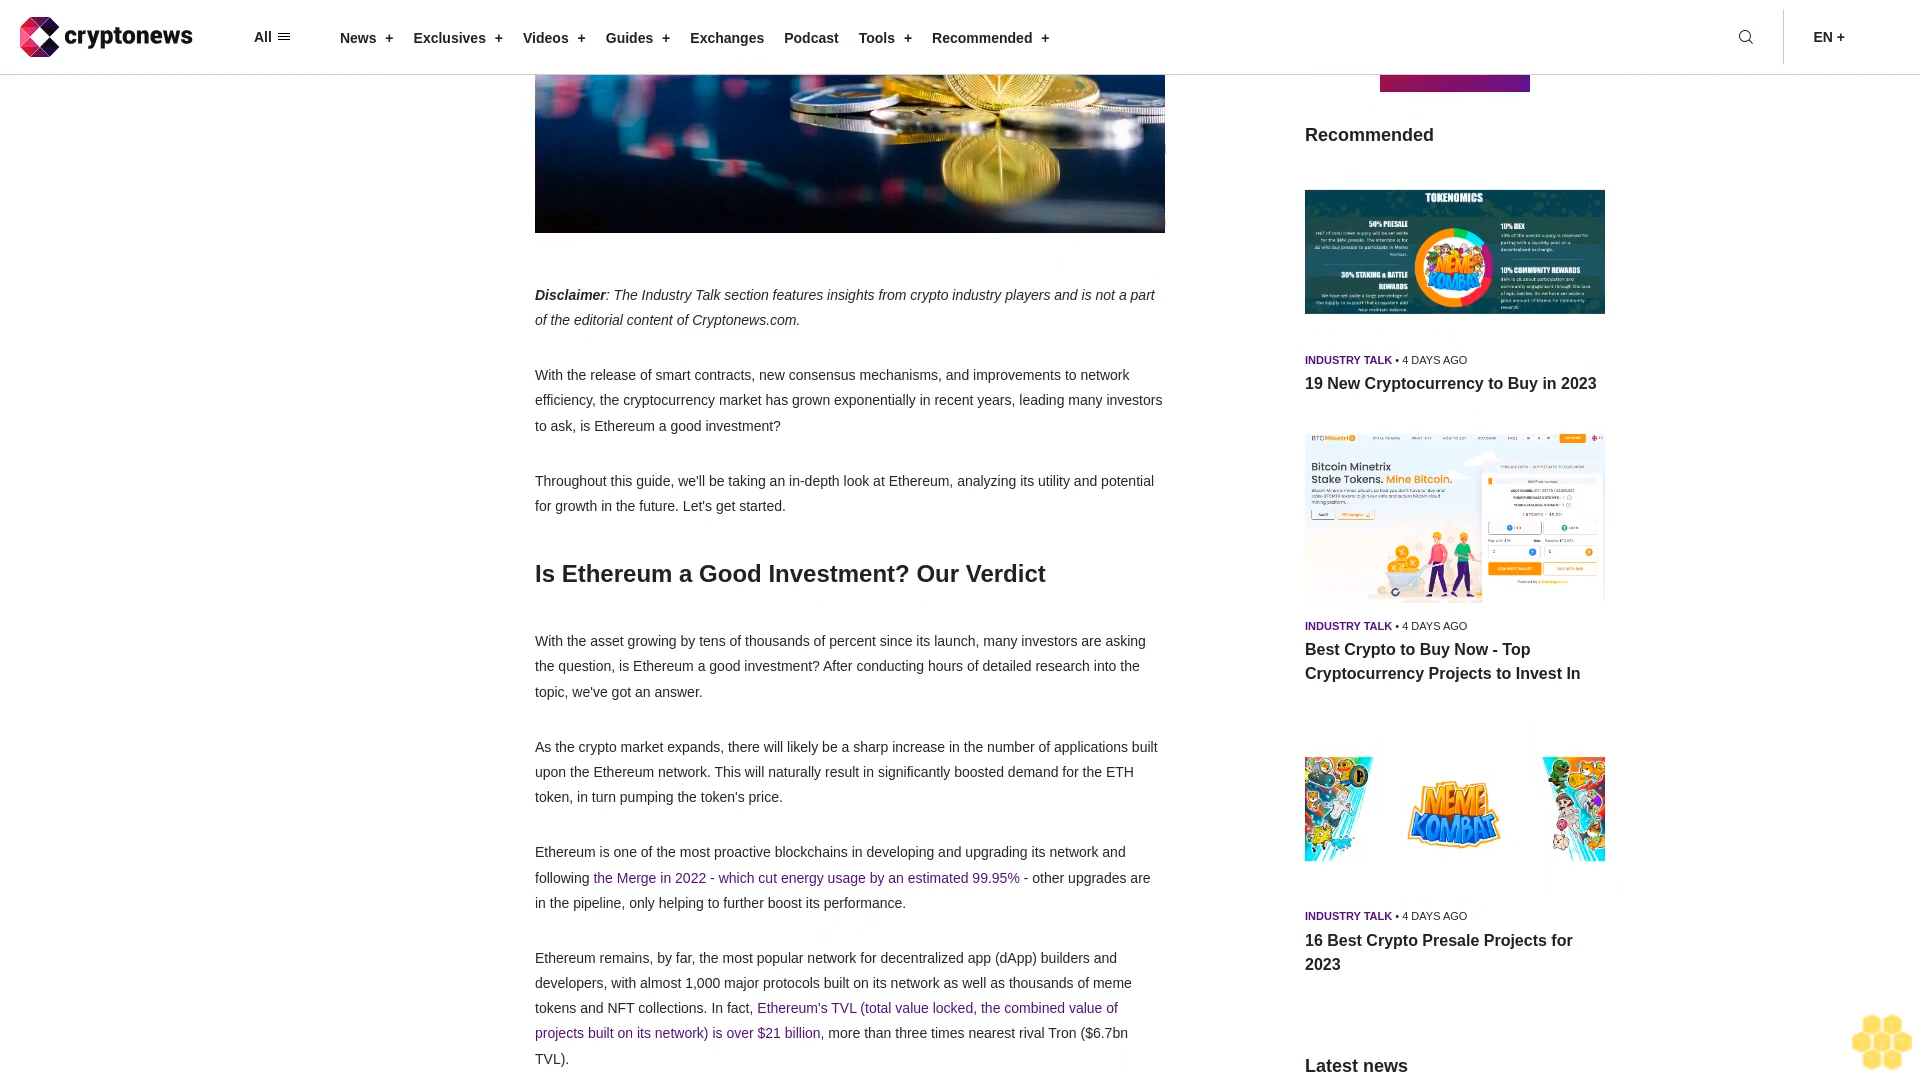 cryptonews
All
News +
Exclusives +
Videos +
Guides +
Exchanges
Podcast
Tools +
Recommended +
EN +
Disclaimer: The Industry Talk section features insights from crypto industry players and is not a part
of the editorial content of Cryptonews.com.
With the release of smart contracts, new consensus mechanisms, and improvements to network
efficiency, the cryptocurrency market has grown exponentially in recent years, leading many investors
to ask, is Ethereum a good investment?
Throughout this guide, we'll be taking an in-depth look at Ethereum, analyzing its utility and potential
for growth in the future. Let's get started.
Is Ethereum a Good Investment? Our Verdict
With the asset growing by tens of thousands of percent since its launch, many investors are asking
the question, is Ethereum a good investment? After conducting hours of detailed research into the
topic, we've got an answer.
As the crypto market expands, there will likely be a sharp increase in the number of applications built
upon the Ethereum network. This will naturally result in significantly boosted demand for the ETH
token, in turn pumping the token's price.
Ethereum is one of the most proactive blockchains in developing and upgrading its network and
following the Merge in 2022 - which cut energy usage by an estimated 99.95% - other upgrades are
in the pipeline, only helping to further boost its performance.
Ethereum remains, by far, the most popular network for decentralized app (dApp) builders and
developers, with almost 1,000 major protocols built on its network as well as thousands of meme
tokens and NFT collections. In fact, Ethereum's TVL (total value locked, the combined value of
projects built on its network) is over $21 billion, more than three times nearest rival Tron ($6.7bn
TVL).
Recommended
TOKENOMICS
50% PRESALE
10% DEX
30% STAKING & BATTLE
REWARDS
10% COMMUNITY REWARDS
MEME
KOMBAT
INDUSTRY TALK • 4 DAYS AGO
19 New Cryptocurrency to Buy in 2023
BTCMinetrix
Bitcoin Minetrix
Stake Tokens. Mine Bitcoin.
INDUSTRY TALK • 4 DAYS AGO
Best Crypto to Buy Now - Top
Cryptocurrency Projects to Invest In
MEME
KOMBAT
INDUSTRY TALK • 4 DAYS AGO
16 Best Crypto Presale Projects for
2023
Latest news